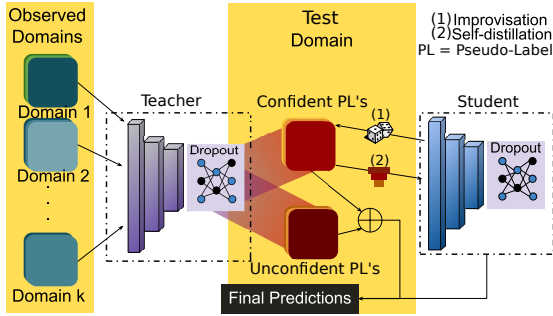 Observed
Domains
Domain 1
Domain 2
Domain k
Teacher
Dropout
Test
Domain
Confident PL's
Unconfident PL's
(1)
(2)
(1)Improvisation
(2)Self-distillation
PL = Pseudo-Label
Student
Dropout
Final Predictions